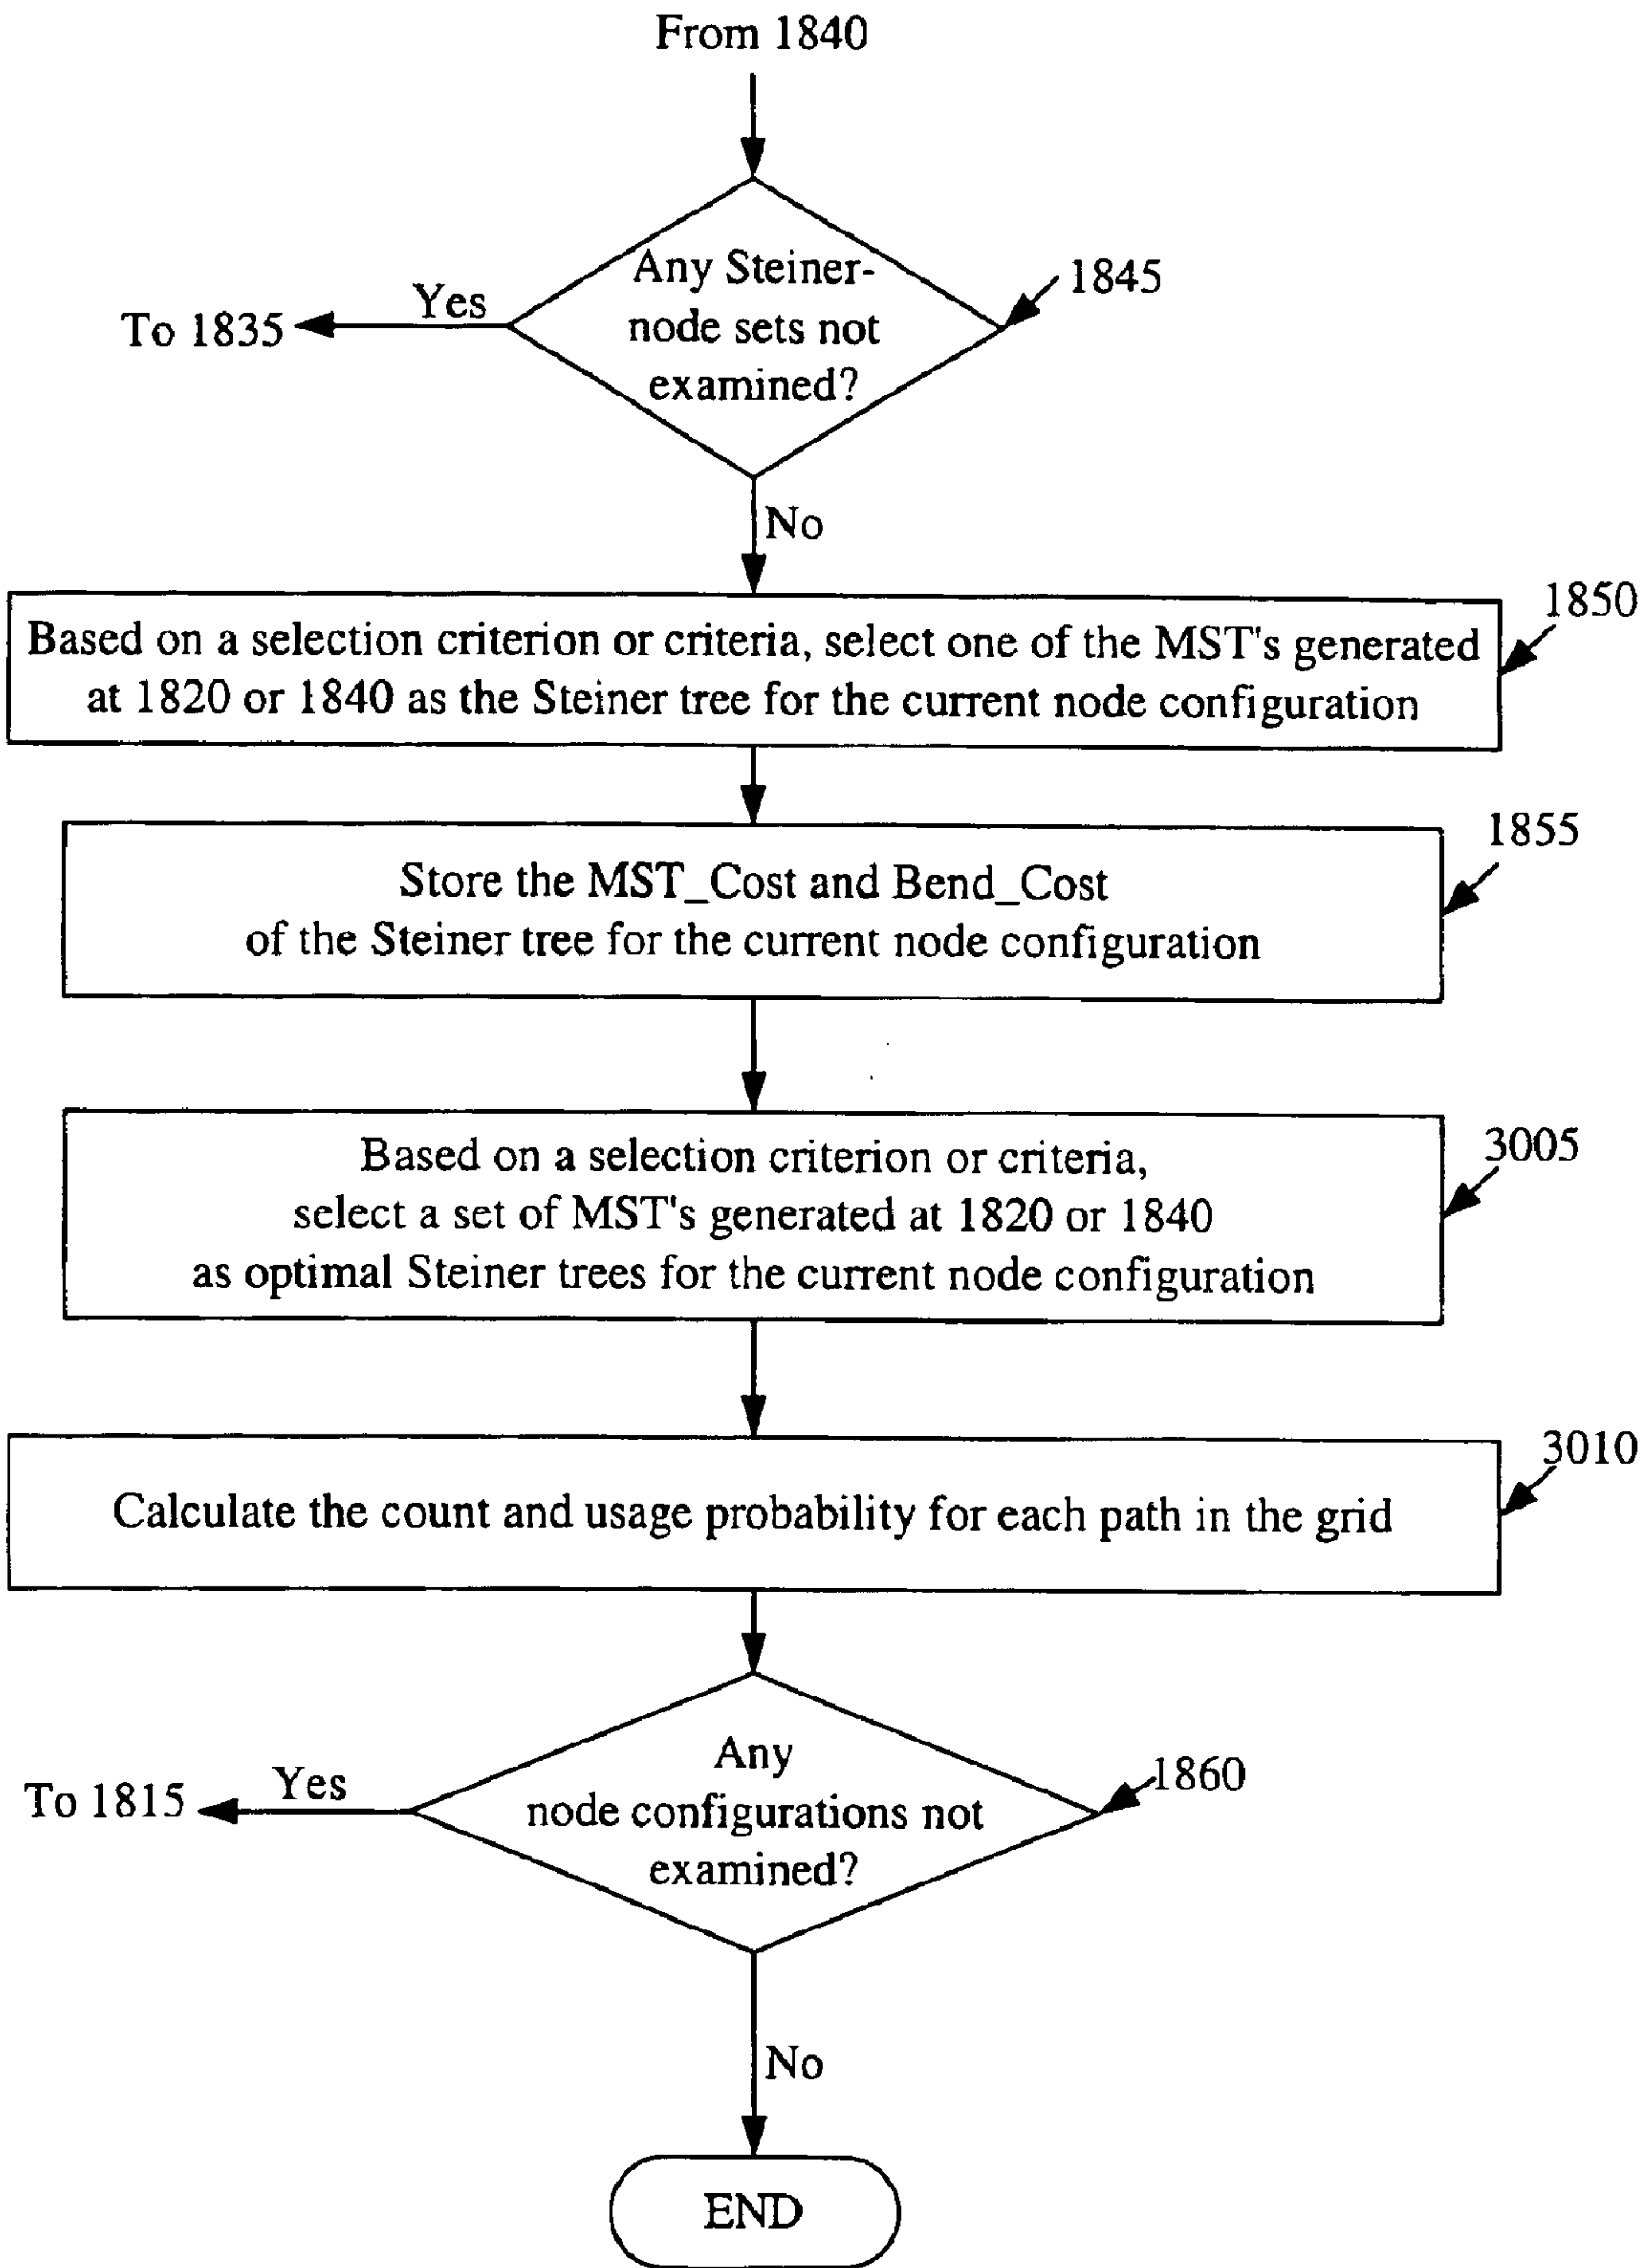 From 1840
Any Steiner-
node sets not
examined?
1845
Yes
To 1835
No
1850
Based on a selection criterion or criteria, select one of the MST's generated
at 1820 or 1840 as the Steiner tree for the current node configuration
1855
Store the MST_Cost and Bend_Cost
of the Steiner tree for the current node configuration
3005
Based on a selection criterion or criteria,
select a set of MST's generated at 1820 or 1840
as optimal Steiner trees for the current node configuration
3010
Calculate the count and usage probability for each path in the grid
Any
node configurations not
examined?
1860
Yes
To 1815
No
END